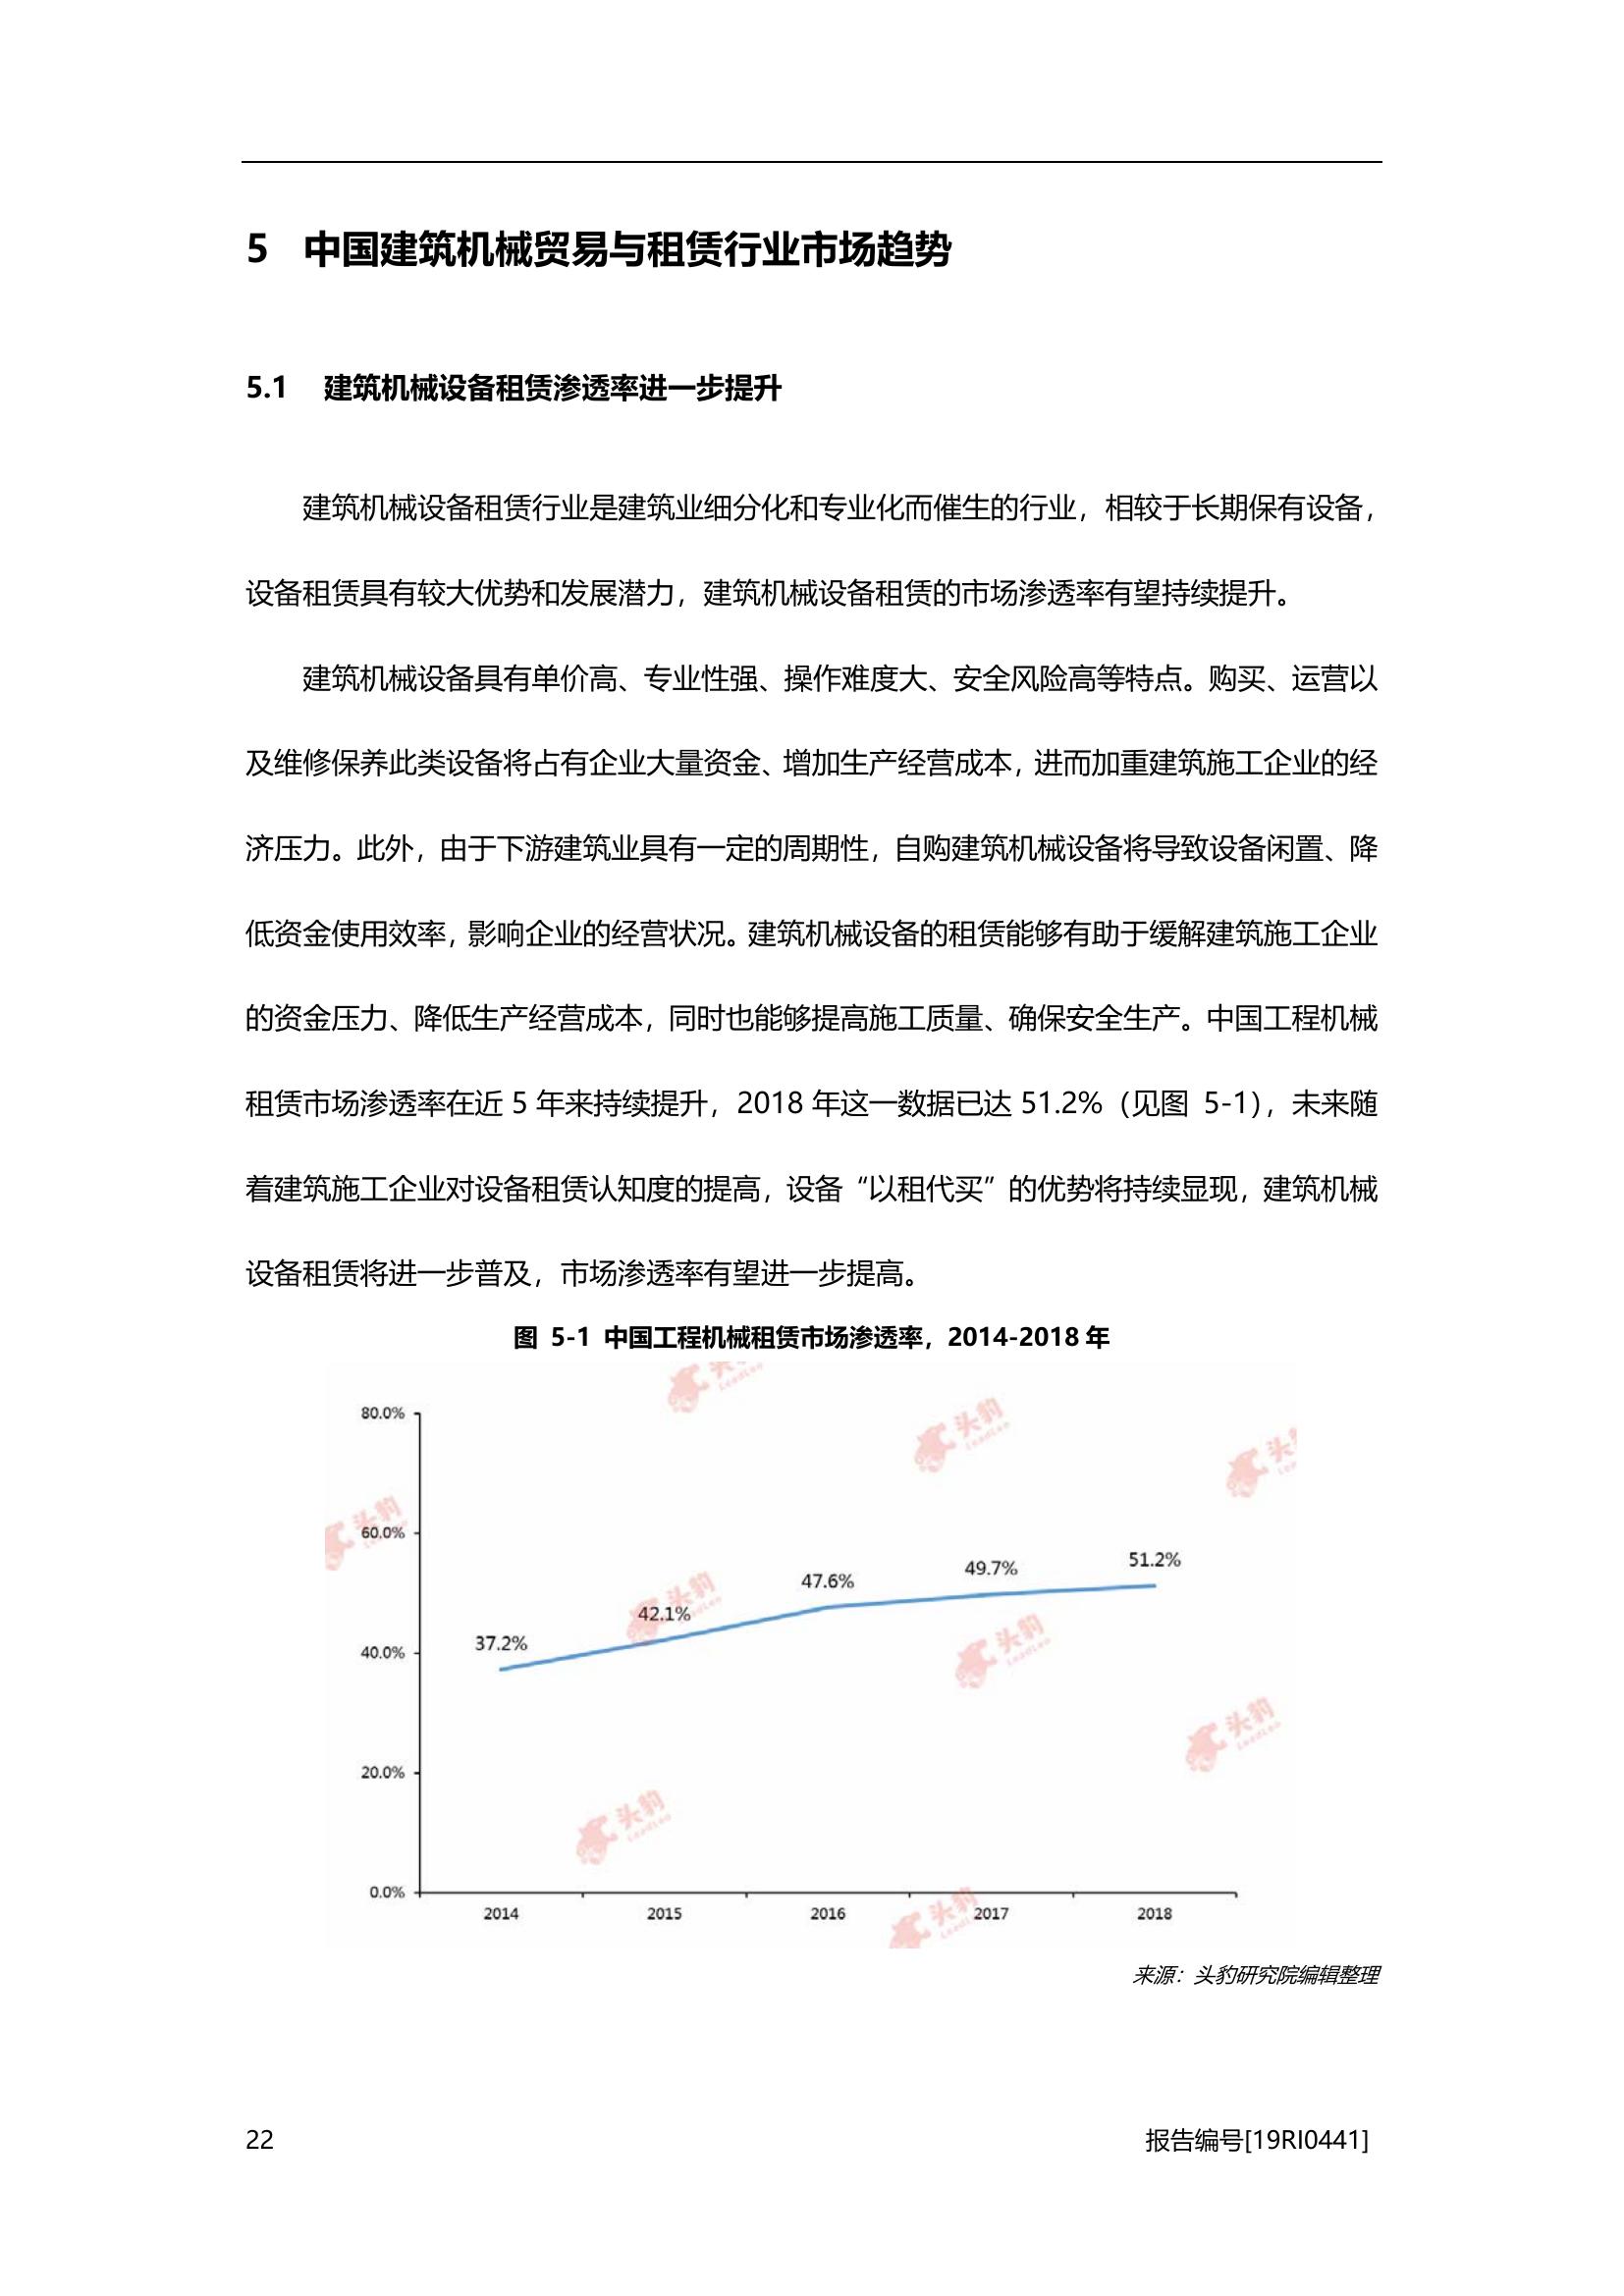 5 中国建筑机械贸易与租赁行业市场趋势
5.1 建筑机械设备租赁渗透率进一步提升
建筑机械设备租赁行业是建筑业细分化和专业化而催生的行业，相较于长期保有设备，
设备租赁具有较大优势和发展潜力，建筑机械设备租赁的市场渗透率有望持续提升。
建筑机械设备具有单价高、专业性强、操作难度大、安全风险高等特点。购买、运营以
及维修保养此类设备将占有企业大量资金、增加生产经营成本，进而加重建筑施工企业的经
济压力。此外，由于下游建筑业具有一定的周期性，自购建筑机械设备将导致设备闲置、降
低资金使用效率，影响企业的经营状况。建筑机械设备的租赁能够有助于缓解建筑施工企业
的资金压力、降低生产经营成本，同时也能够提高施工质量、确保安全生产。中国工程机械
租赁市场渗透率在近 5 年来持续提升，2018 年这一数据已达 51.2%（见图 5-1），未来随
着建筑施工企业对设备租赁认知度的提高，设备“以租代买”的优势将持续显现，建筑机械
设备租赁将进一步普及，市场渗透率有望进一步提高。
图 5-1 中国工程机械租赁市场渗透率，2014-2018 年
80.0%
60.0%
40.0%
20.0%
0.0%
37.2%
42.1%
47.6%
49.7%
51.2%
2014 2015 2016 2017 2018
头豹
LeadLeo
头豹
LeadLeo
头豹
LeadLeo
头豹
LeadLeo
头豹
LeadLeo
头豹
LeadLeo
头豹
LeadLeo
来源：头豹研究院编辑整理
22 报告编号[19RI0441]